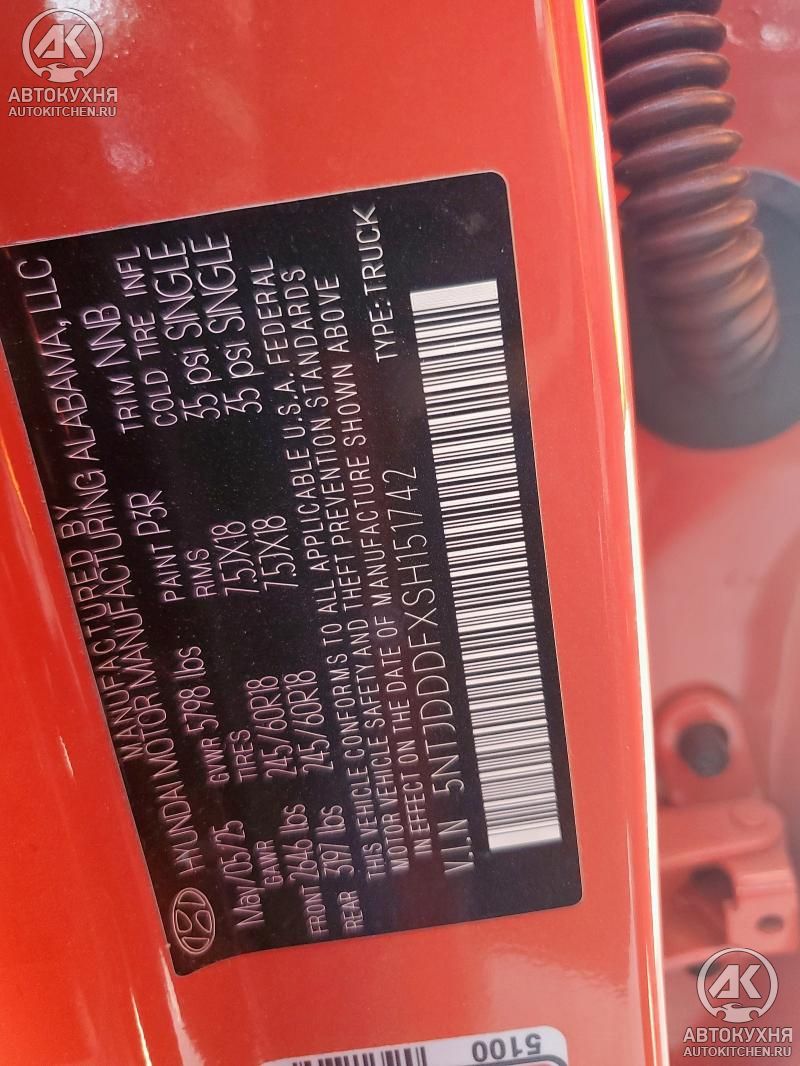 АВТОКУХНЯ
AUTOKITCHEN.RU
MANUFACTURED BY
HYUNDAI MOTOR MANUFACTURING ALABAMA, LLC
May/05/25 GVWR 5798 lbs PAINT P3R TRIM NNB
GAWR TIRES RIMS COLD TIRE INFL
FRONT 2646 lbs 245/60R18 7.5JX18 35 psi SINGLE
REAR 3197 lbs 245/60R18 7.5JX18 35 psi SINGLE
THIS VEHICLE CONFORMS TO ALL APPLICABLE U.S.A. FEDERAL
MOTOR VEHICLE SAFETY AND THEFT PREVENTION STANDARDS
IN EFFECT ON THE DATE OF MANUFACTURE SHOWN ABOVE
V.I.N 5NTJDDDFXSH151742 TYPE: TRUCK
5100
АВТОКУХНЯ
AUTOKITCHEN.RU